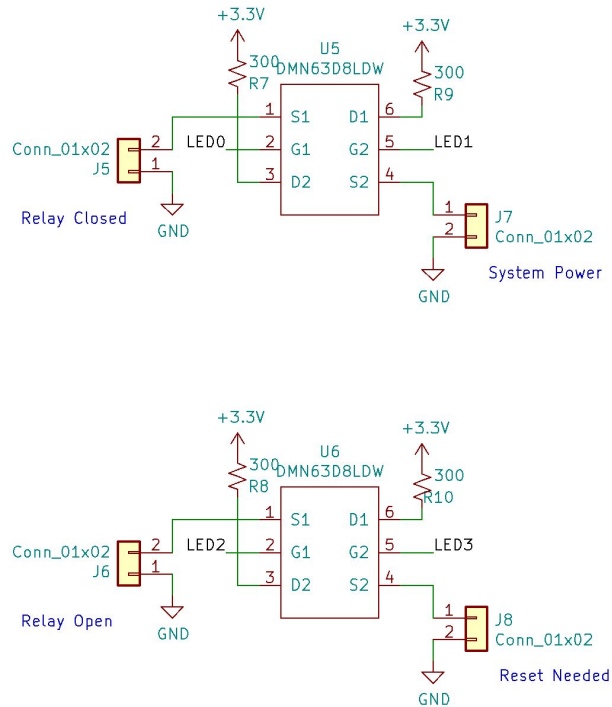 +3.3V
+3.3V
U5
DMN63D8LDW
300
R7
300
R9
1 S1 D1 6
LED0 2 G1 G2 5 LED1
3 D2 S2 4
Conn_01x02 2
J5 1
GND
Relay Closed
1 J7
2 Conn_01x02
GND
System Power
+3.3V
+3.3V
U6
DMN63D8LDW
300
R8
300
R10
1 S1 D1 6
LED2 2 G1 G2 5 LED3
3 D2 S2 4
Conn_01x02 2
J6 1
GND
Relay Open
1 J8
2 Conn_01x02
GND
Reset Needed